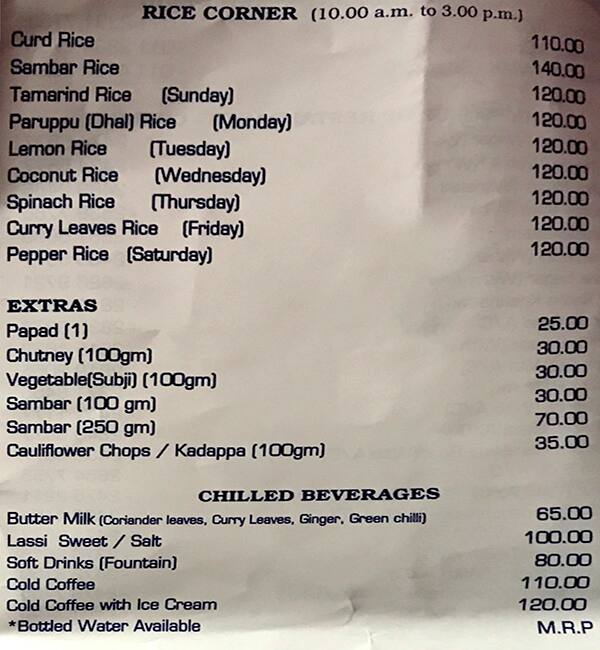 RICE CORNER (10.00 a.m. to 3.00 p.m.)
Curd Rice 110.00
Sambar Rice 140.00
Tamarind Rice (Sunday) 120.00
Paruppu (Dhal) Rice (Monday) 120.00
Lemon Rice (Tuesday) 120.00
Coconut Rice (Wednesday) 120.00
Spinach Rice (Thursday) 120.00
Curry Leaves Rice (Friday) 120.00
Pepper Rice (Saturday) 120.00
EXTRAS
Papad (1) 25.00
Chutney (100gm) 30.00
Vegetable(Subji) (100gm) 30.00
Sambar (100 gm) 30.00
Sambar (250 gm) 70.00
Cauliflower Chops / Kadappa (100gm) 35.00
CHILLED BEVERAGES
Butter Milk (Coriander leaves, Curry Leaves, Ginger, Green chilli) 65.00
Lassi Sweet / Salt 100.00
Soft Drinks (Fountain) 80.00
Cold Coffee 110.00
Cold Coffee with Ice Cream 120.00
*Bottled Water Available M.R.P